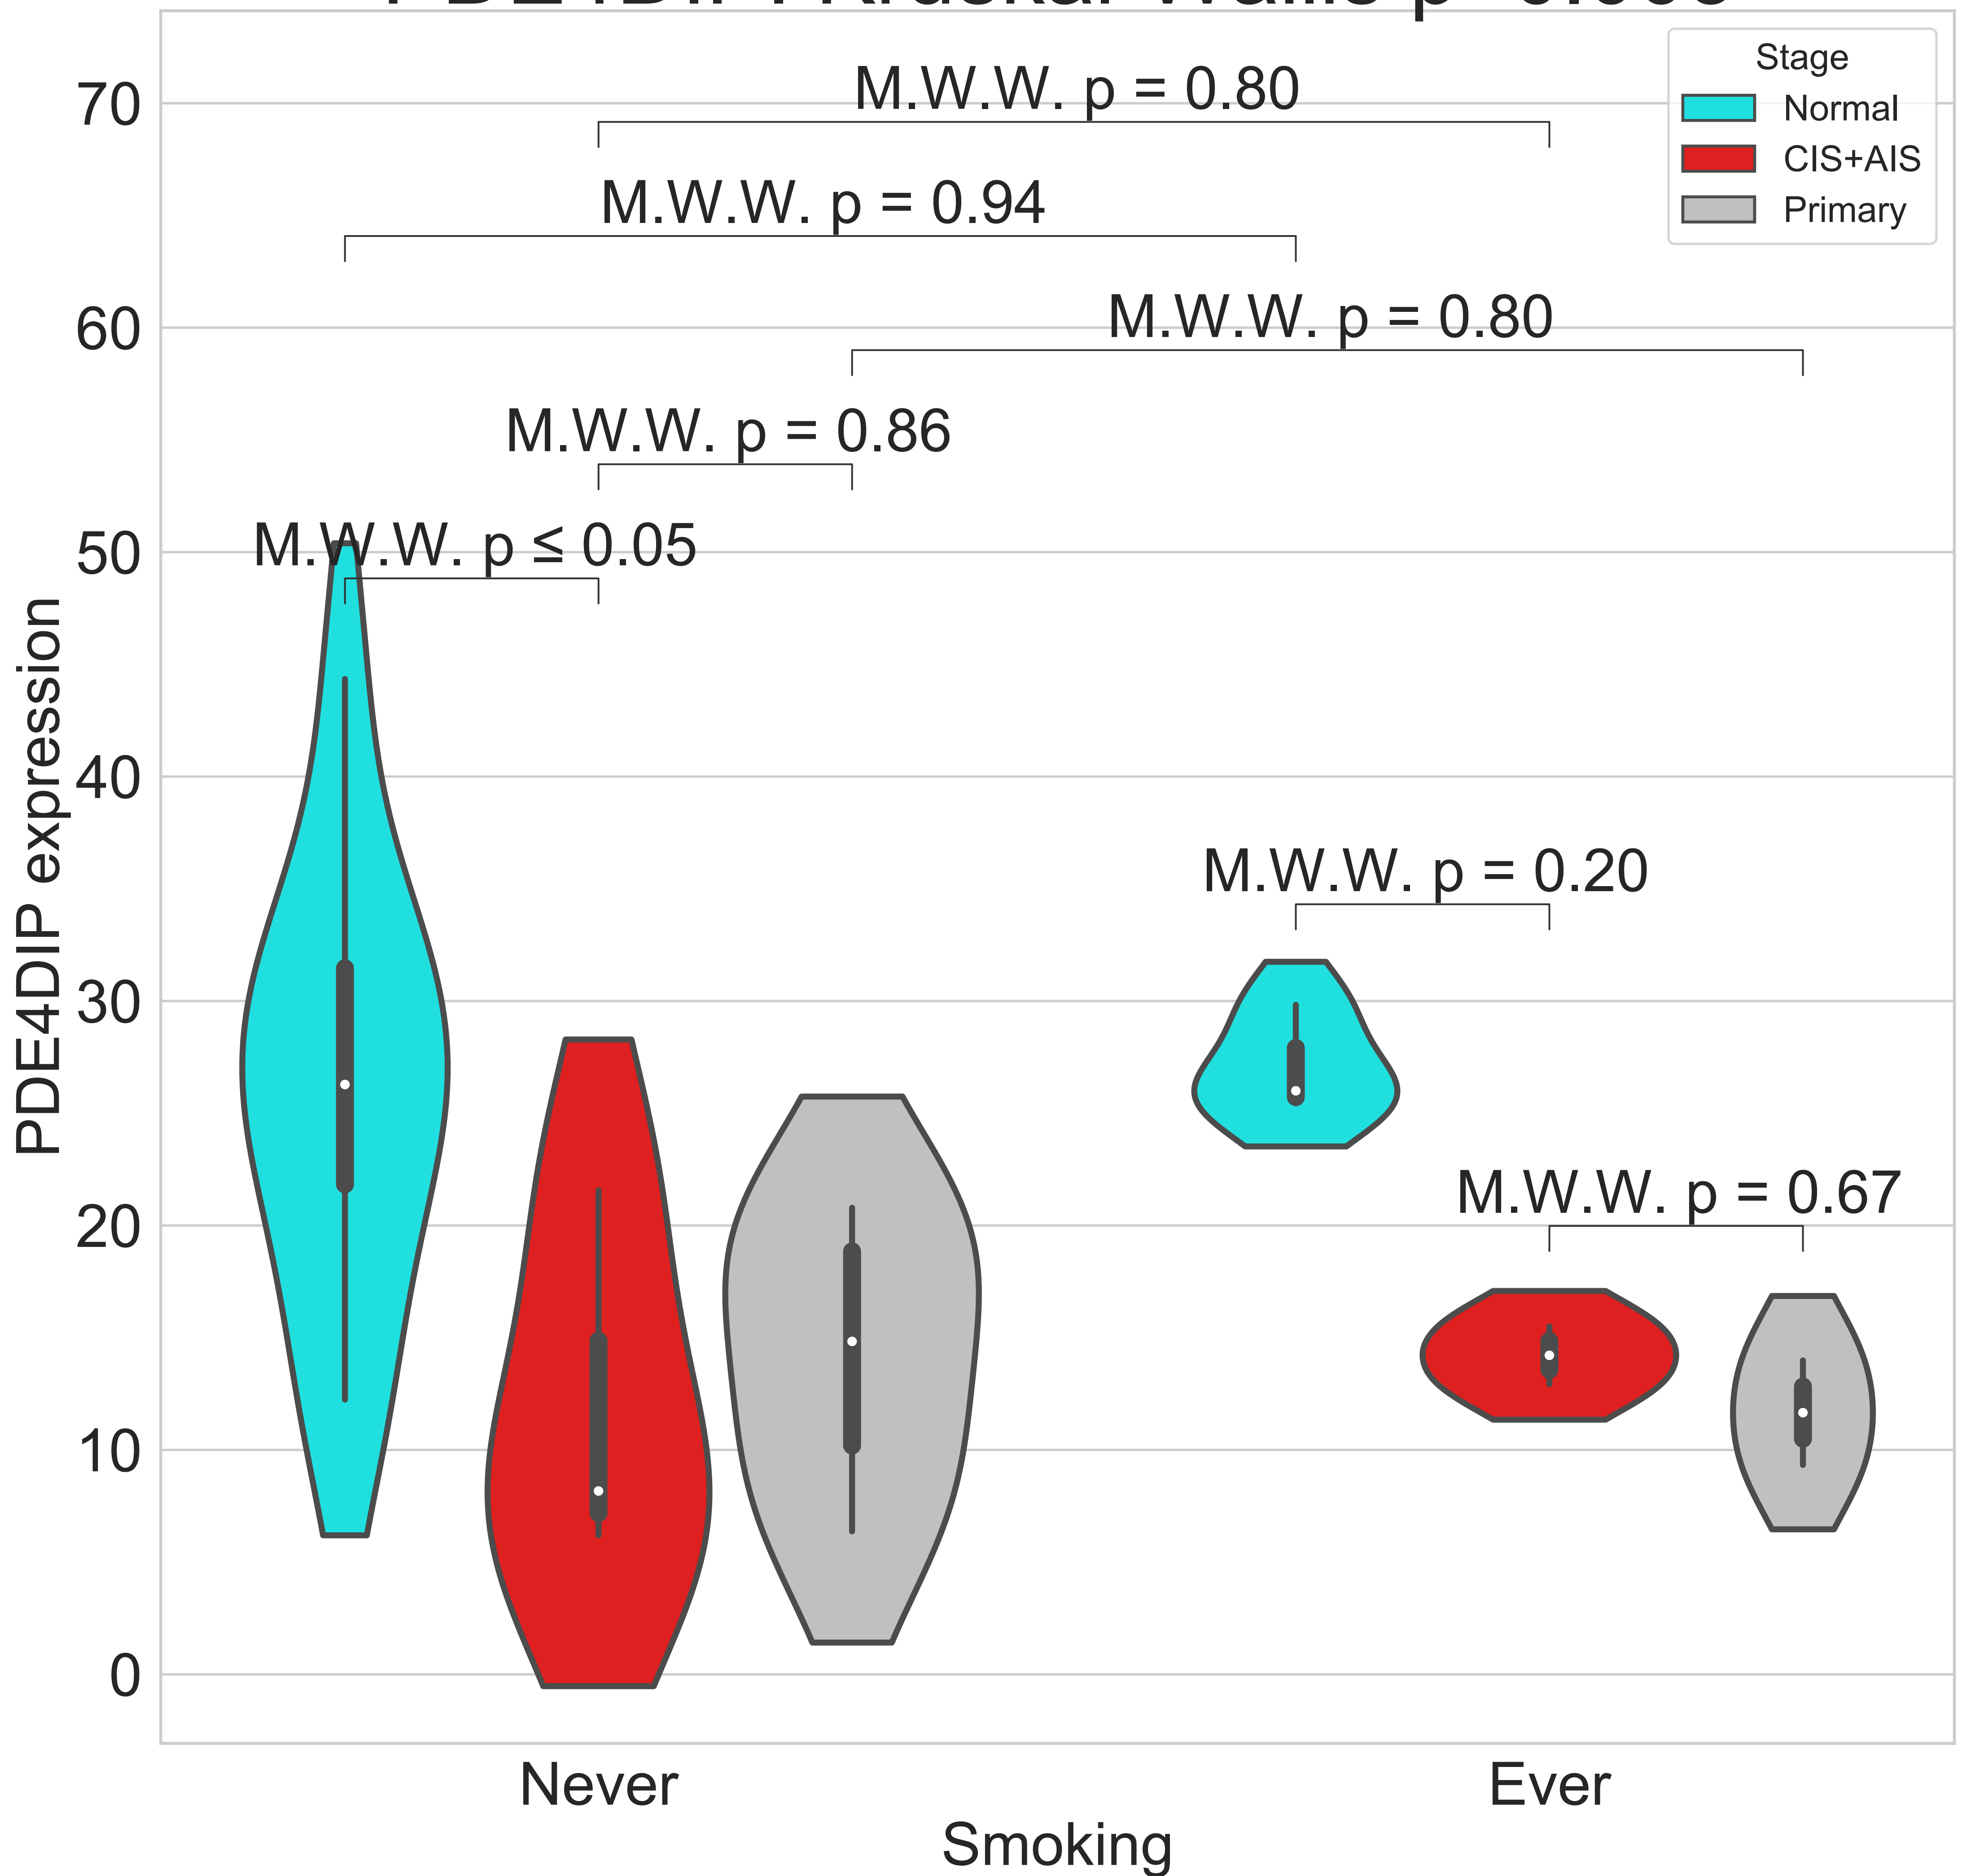 Stage
Normal
CIS+AIS
Primary
M.W.W. p = 0.80
M.W.W. p = 0.94
M.W.W. p = 0.80
M.W.W. p = 0.86
M.W.W. p ≤ 0.05
M.W.W. p = 0.20
M.W.W. p = 0.67
PDE4DIP expression
70
60
50
40
30
20
10
0
Never
Ever
Smoking